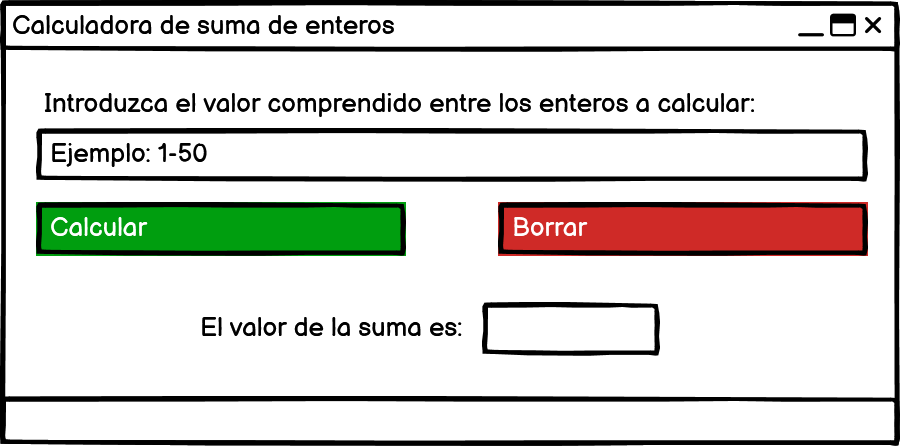 Calculadora de suma de enteros
Introduzca el valor comprendido entre los enteros a calcular:
Ejemplo: 1-50
Calcular
Borrar
El valor de la suma es: